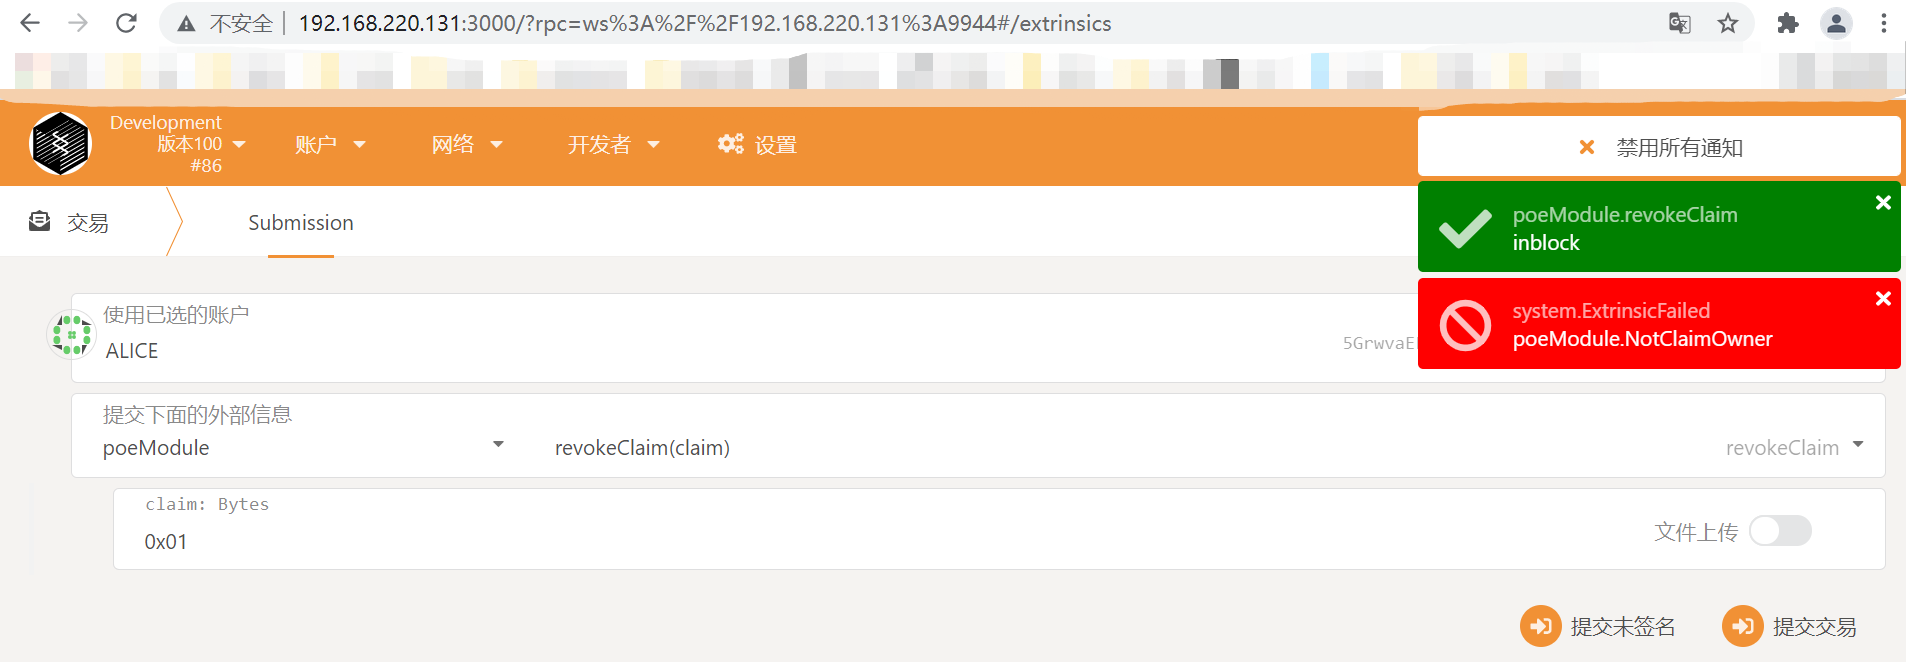 不安全 192.168.220.131:3000/?rpc=ws%3A%2F%2F192.168.220.131%3A9944#/extrinsics
Development
版本100
#86
账户
网络
开发者
设置
禁用所有通知
poeModule.revokeClaim
inblock
system.ExtrinsicFailed
poeModule.NotClaimOwner
交易
Submission
使用已选的账户
ALICE
5GrwvaE
提交下面的外部信息
poeModule
revokeClaim(claim)
revokeClaim
claim: Bytes
0x01
文件上传
提交未签名
提交交易